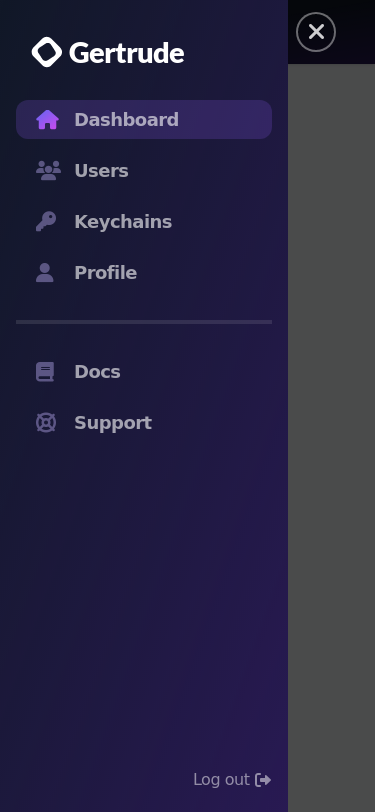 Gertrude
Dashboard
Users
Keychains
Profile
Docs
Support
Log out